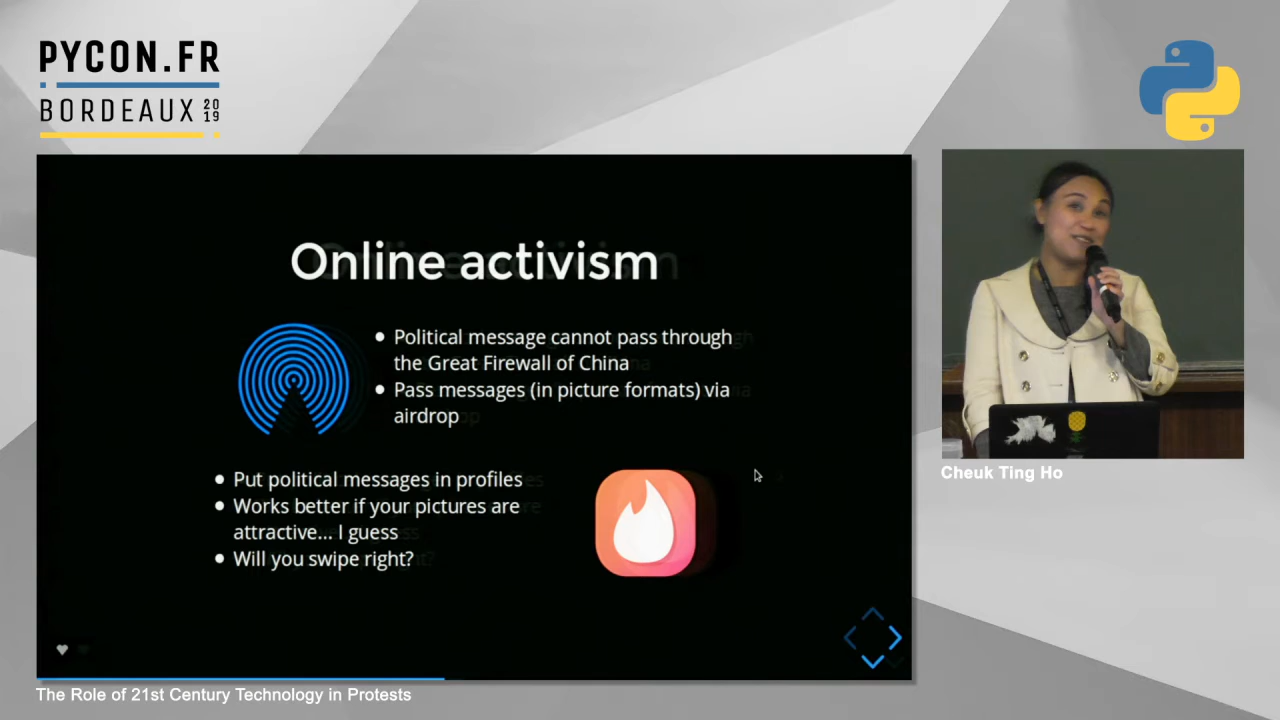 PYCON.FR
BORDEAUX 2019
Online activism
Political message cannot pass through
the Great Firewall of China
Pass messages (in picture formats) via
airdrop
Put political messages in profiles
Works better if your pictures are
attractive... I guess
Will you swipe right?
Cheuk Ting Ho
The Role of 21st Century Technology in Protests